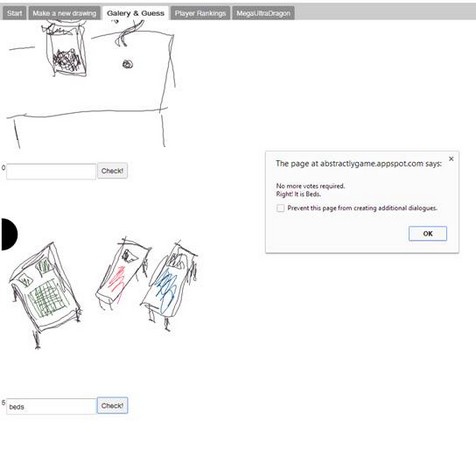 Start Make a new drawing Galery & Guess Player Rankings MegaUltraDragon
0 Check!
The page at abstractlygame.appspot.com says:
No more votes required.
Right! It is Beds.
Prevent this page from creating additional dialogues.
OK
beds Check!